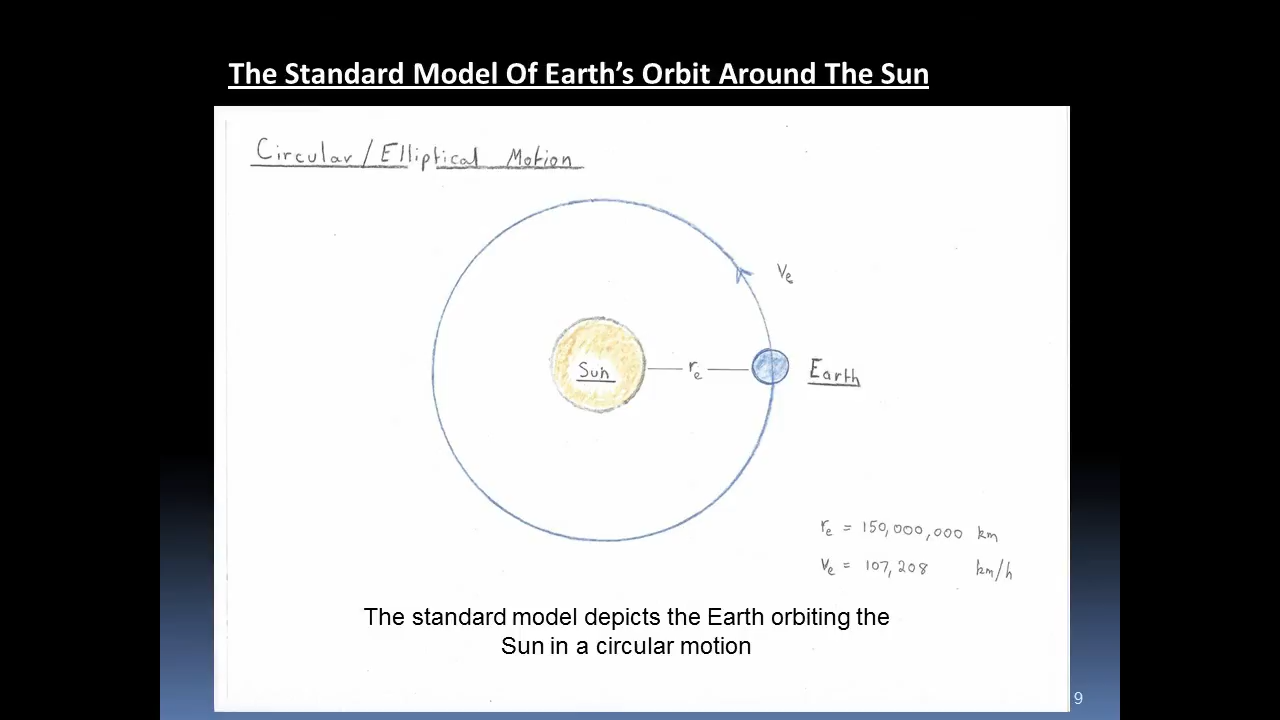 The Standard Model Of Earth's Orbit Around The Sun
Circular/Elliptical Motion
Ve
Sun
re
Earth
re = 150,000,000 km
Ve = 107,208 km/h
The standard model depicts the Earth orbiting the
Sun in a circular motion
9